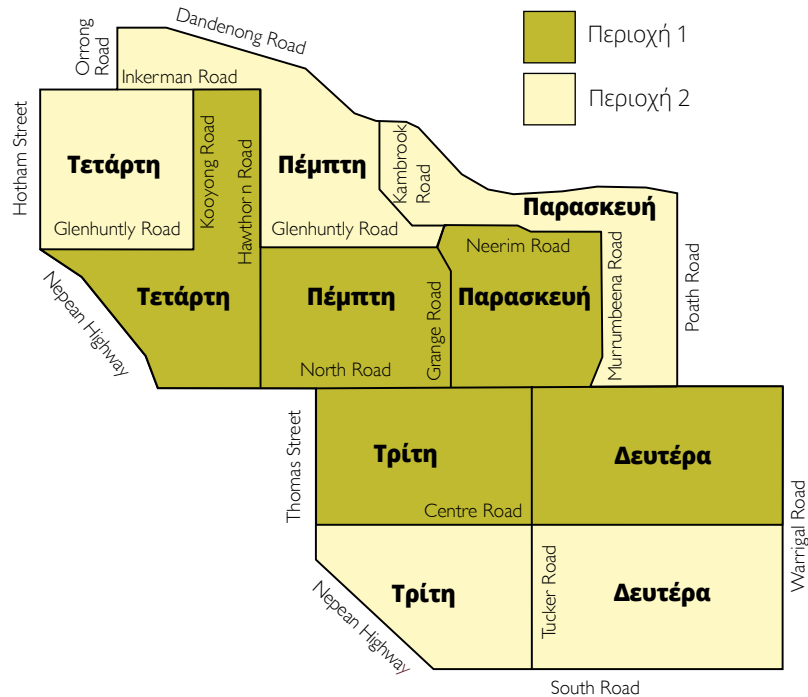 Dandenong Road
Orrong
Road
Inkerman Road
Περιοχή 1
Περιοχή 2
Hotham Street
Τετάρτη
Kooyong Road
Hawthorn Road
Πέμπτη
Kambrook
Road
Παρασκευή
Glenhuntly Road
Glenhuntly Road
Neerim Road
Murrumbeena Road
Poath Road
Nepean Highway
Τετάρτη
Πέμπτη
Grange Road
Παρασκευή
North Road
Thomas Street
Τρίτη
Δευτέρα
Centre Road
Warrigal Road
Nepean Highway
Τρίτη
Tucker Road
Δευτέρα
South Road